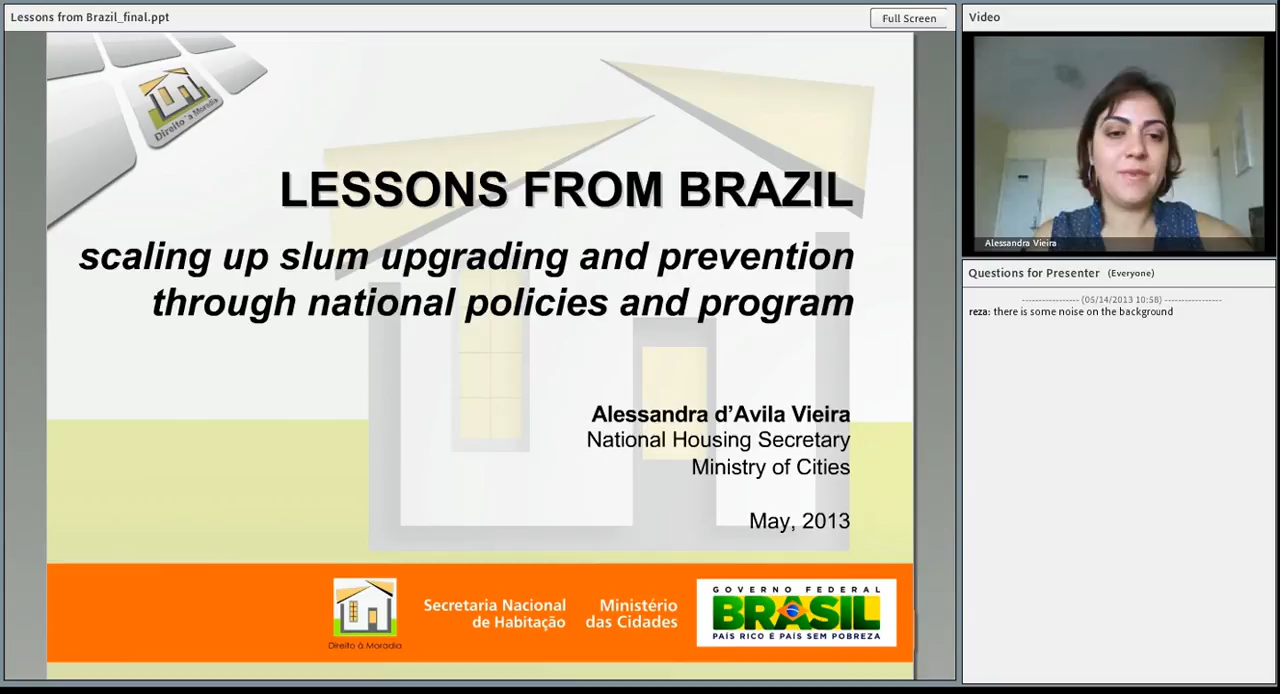 Lessons from Brazil_final.ppt
Full Screen
Direito à Moradia
LESSONS FROM BRAZIL
scaling up slum upgrading and prevention
through national policies and program
Alessandra d’Avila Vieira
National Housing Secretary
Ministry of Cities
May, 2013
Direito à Moradia
Secretaria Nacional
de Habitação
Ministério
das Cidades
GOVERNO FEDERAL
BRASIL
PAÍS RICO É PAÍS SEM POBREZA
Video
Alessandra Vieira
Questions for Presenter (Everyone)
------------------ (05/14/2013 10:58) ------------------
reza: there is some noise on the background